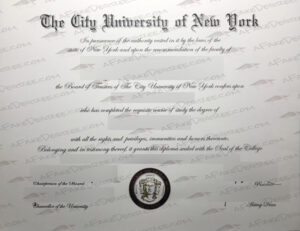 The City University of New York
In pursuance of the authority vested in it by the laws of the
state of New York and upon the recommendation of the faculty of
the Board of Trustees of The City University of New York confers upon
who has completed the requisite course of study the degree of
with all the rights and privileges, immunities and honors thereunto.
Belonging and in testimony thereof, it grants this diploma sealed with the Seal of the College
Chairperson of the Board
President
Chancellor of the University
Acting Dean